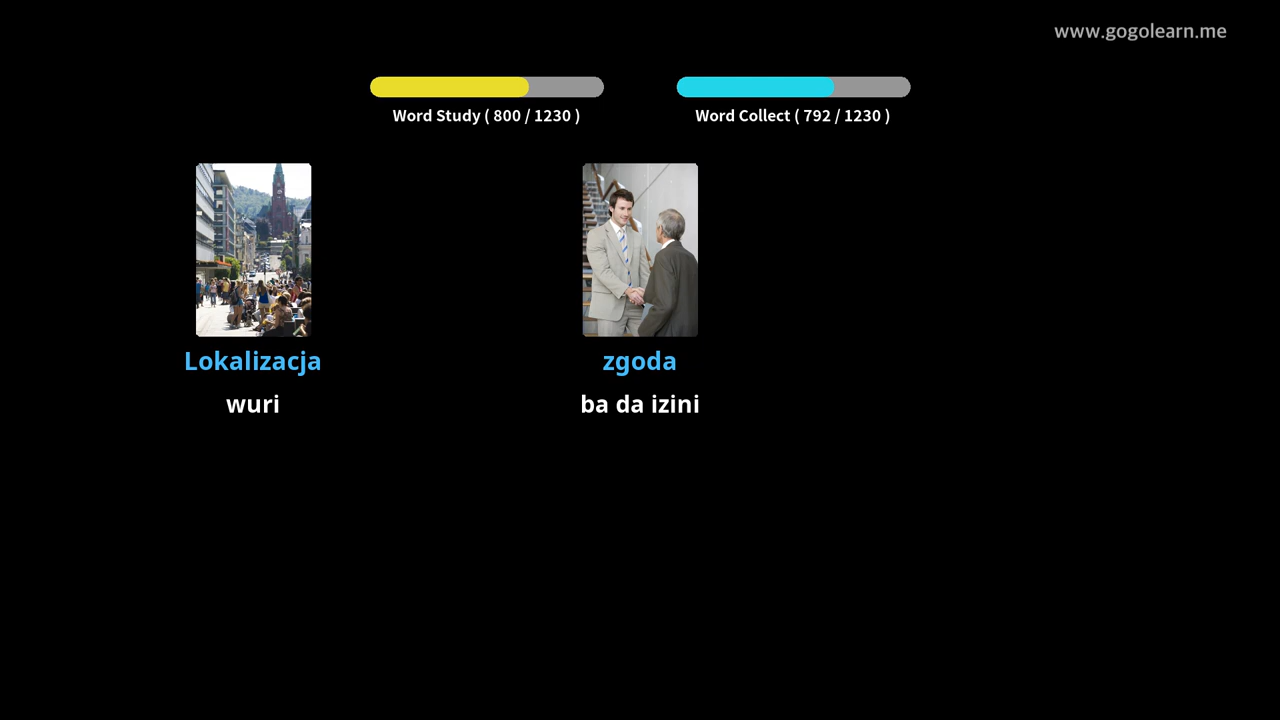 www.gogolearn.me
Word Study ( 800 / 1230 )
Word Collect ( 792 / 1230 )
Lokalizacja
wuri
zgoda
ba da izini